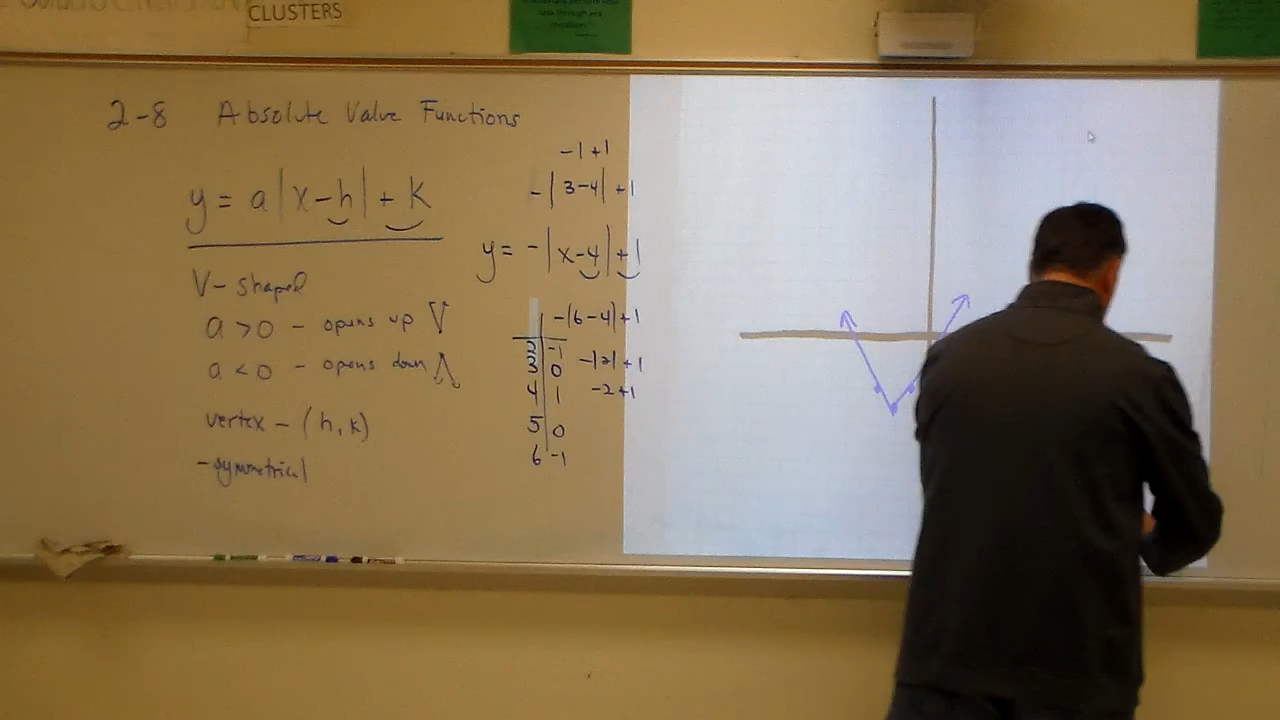 CLUSTERS
2-8 Absolute Value Functions
y = a|x-h| + k
V-shaped
a > 0 - opens up
a < 0 - opens down
vertex - (h, k)
-symmetrical
-1+1
-|3-4|+1
y = -|x-4|+1
-|6-4|+1
2 -1
3 0 -|2|+1
4 1 -2+1
5 0
6 -1